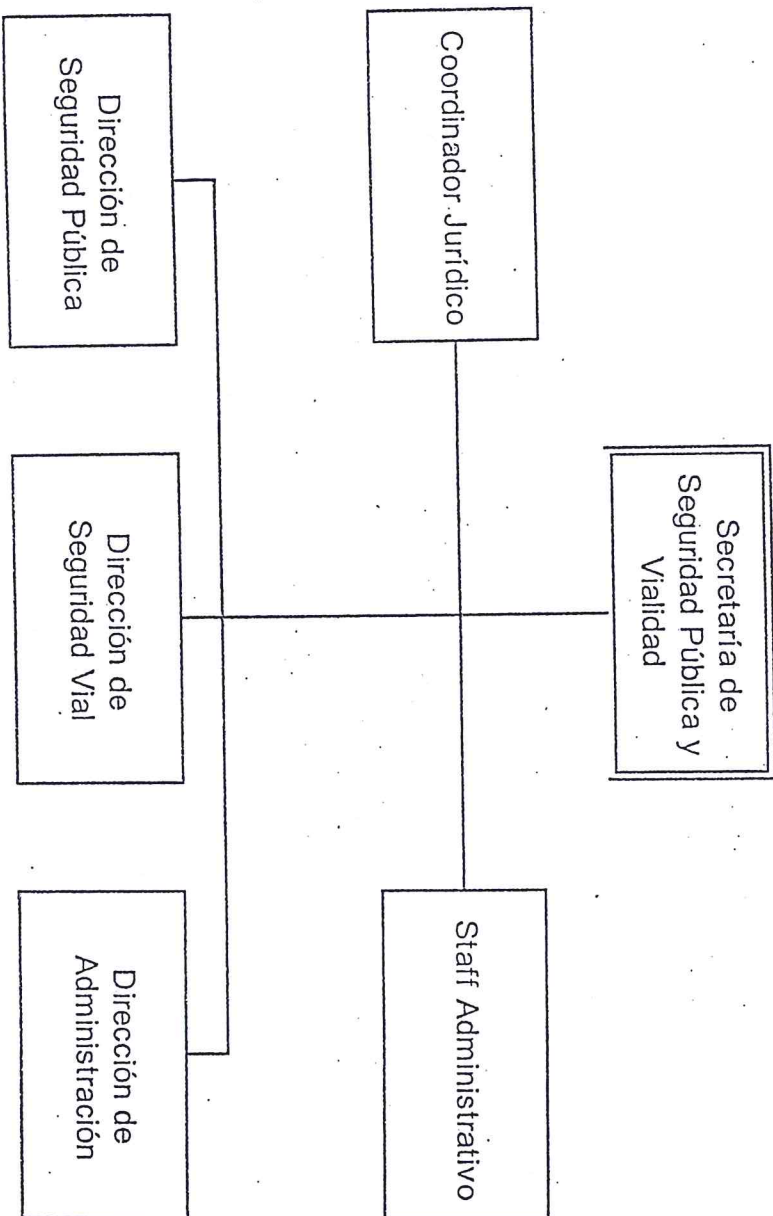 Secretaría de
Seguridad Pública y
Vialidad
Coordinador Jurídico
Staff Administrativo
Dirección de
Seguridad Pública
Dirección de
Seguridad Vial
Dirección de
Administración